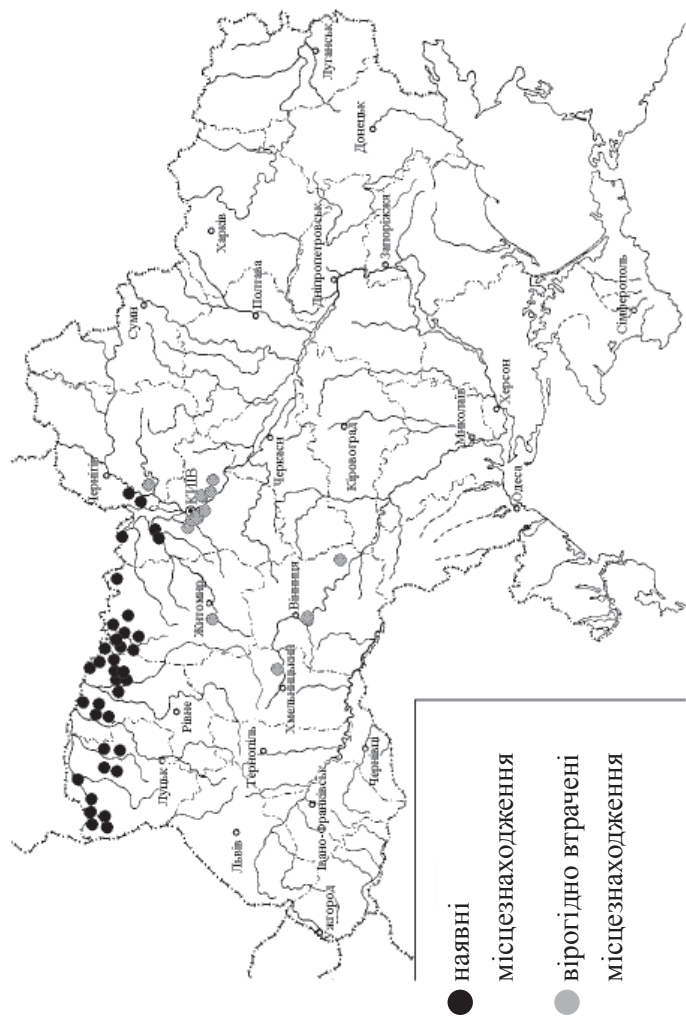 Чернігів
Суми
Луцьк
Рівне
Житомир
КИЇВ
Харків
Львів
Тернопіль
Хмельницький
Вінниця
Черкаси
Полтава
Луганськ
Ужгород
Івано-Франківськ
Чернівці
Кіровоград
Дніпропетровськ
Донецьк
Запоріжжя
Миколаїв
Херсон
Одеса
Сімферополь
наявні
місцезнаходження
вірогідно втрачені
місцезнаходження